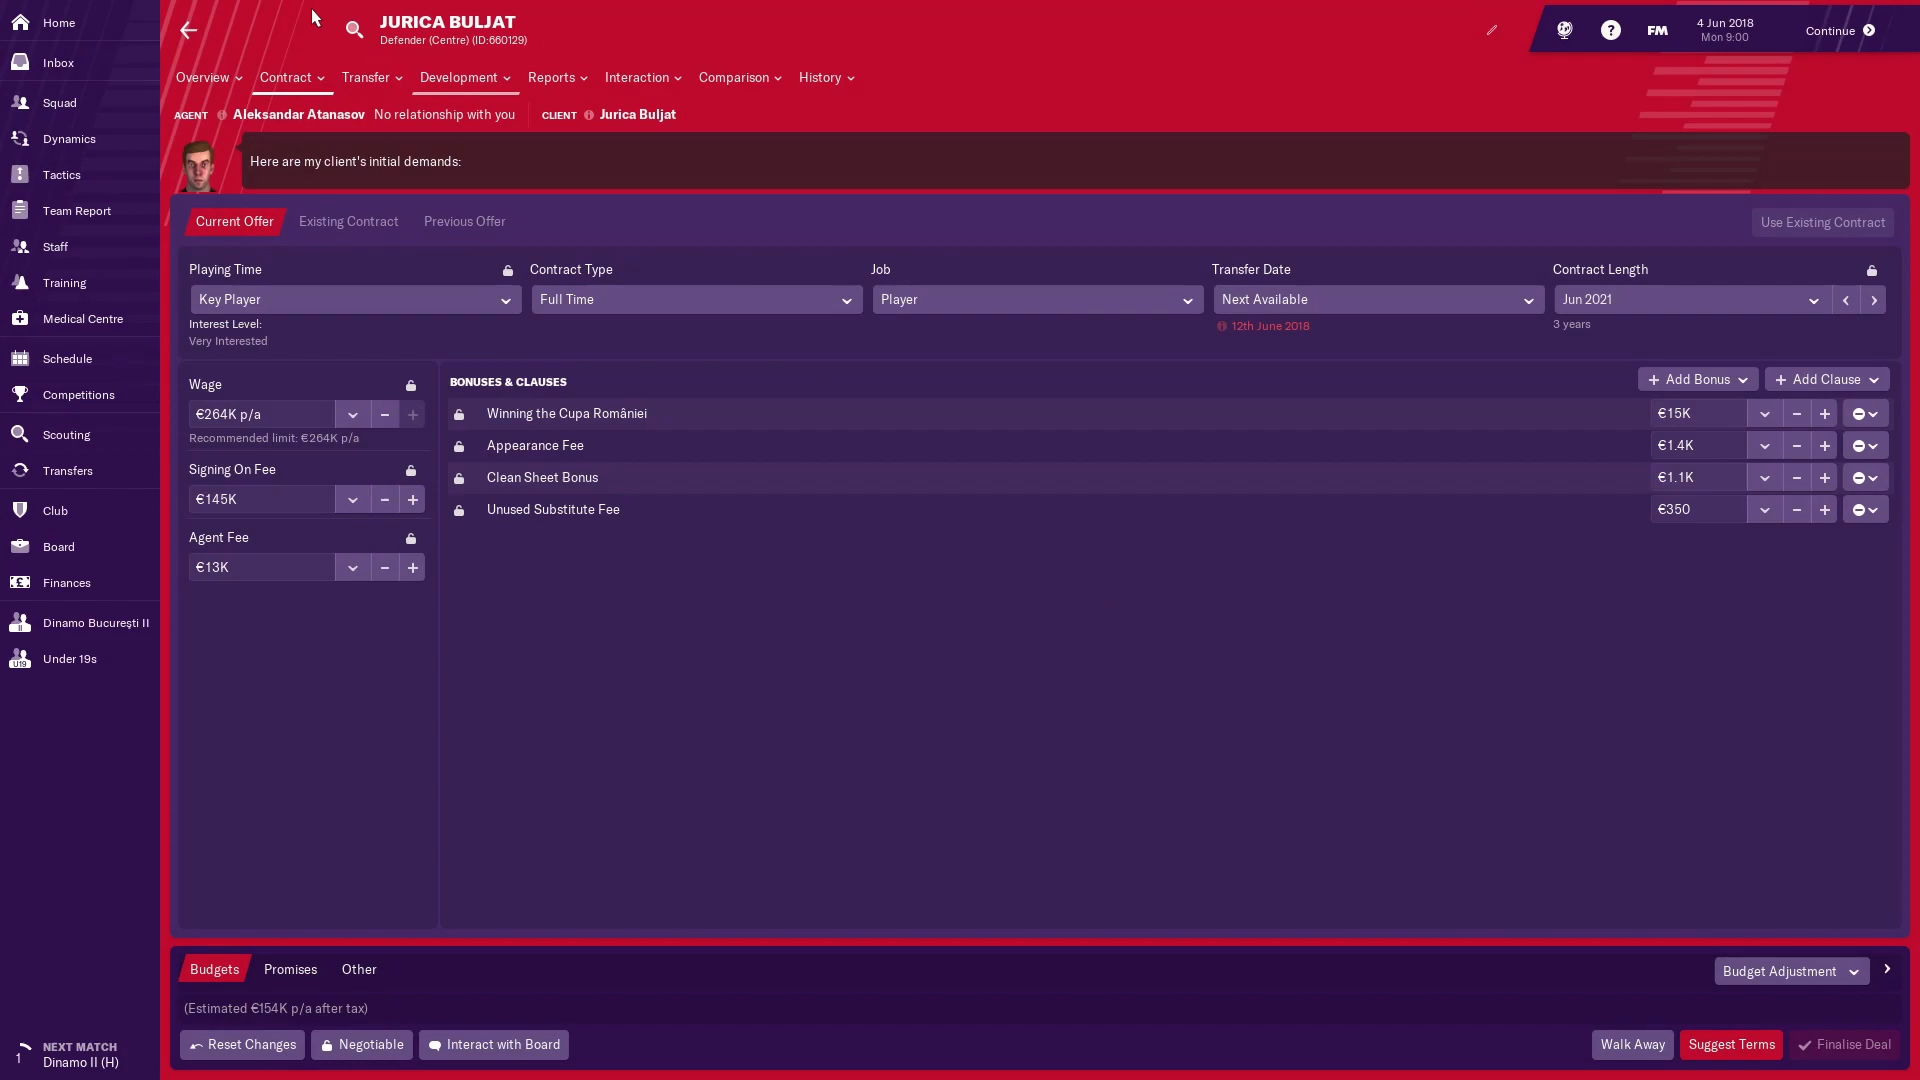 Home
Inbox
Squad
Dynamics
Tactics
Team Report
Staff
Training
Medical Centre
Schedule
Competitions
Scouting
Transfers
Club
Board
Finances
II
Dinamo București II
U19
Under 19s
1
NEXT MATCH
Dinamo II (H)
JURICA BULJAT
Defender (Centre) (ID:660129)
FM
4 Jun 2018
Mon 9:00
Continue
Overview
Contract
Transfer
Development
Reports
Interaction
Comparison
History
AGENT Aleksandar Atanasov No relationship with you CLIENT Jurica Buljat
Here are my client's initial demands:
Current Offer
Existing Contract
Previous Offer
Use Existing Contract
Playing Time
Key Player
Interest Level:
Very Interested
Contract Type
Full Time
Job
Player
Transfer Date
Next Available
12th June 2018
Contract Length
Jun 2021
3 years
Wage
€264K p/a
Recommended limit: €264K p/a
Signing On Fee
€145K
Agent Fee
€13K
BONUSES & CLAUSES
Add Bonus
Add Clause
Winning the Cupa României €15K
Appearance Fee €1.4K
Clean Sheet Bonus €1.1K
Unused Substitute Fee €350
Budgets
Promises
Other
Budget Adjustment
(Estimated €154K p/a after tax)
Reset Changes
Negotiable
Interact with Board
Walk Away
Suggest Terms
Finalise Deal